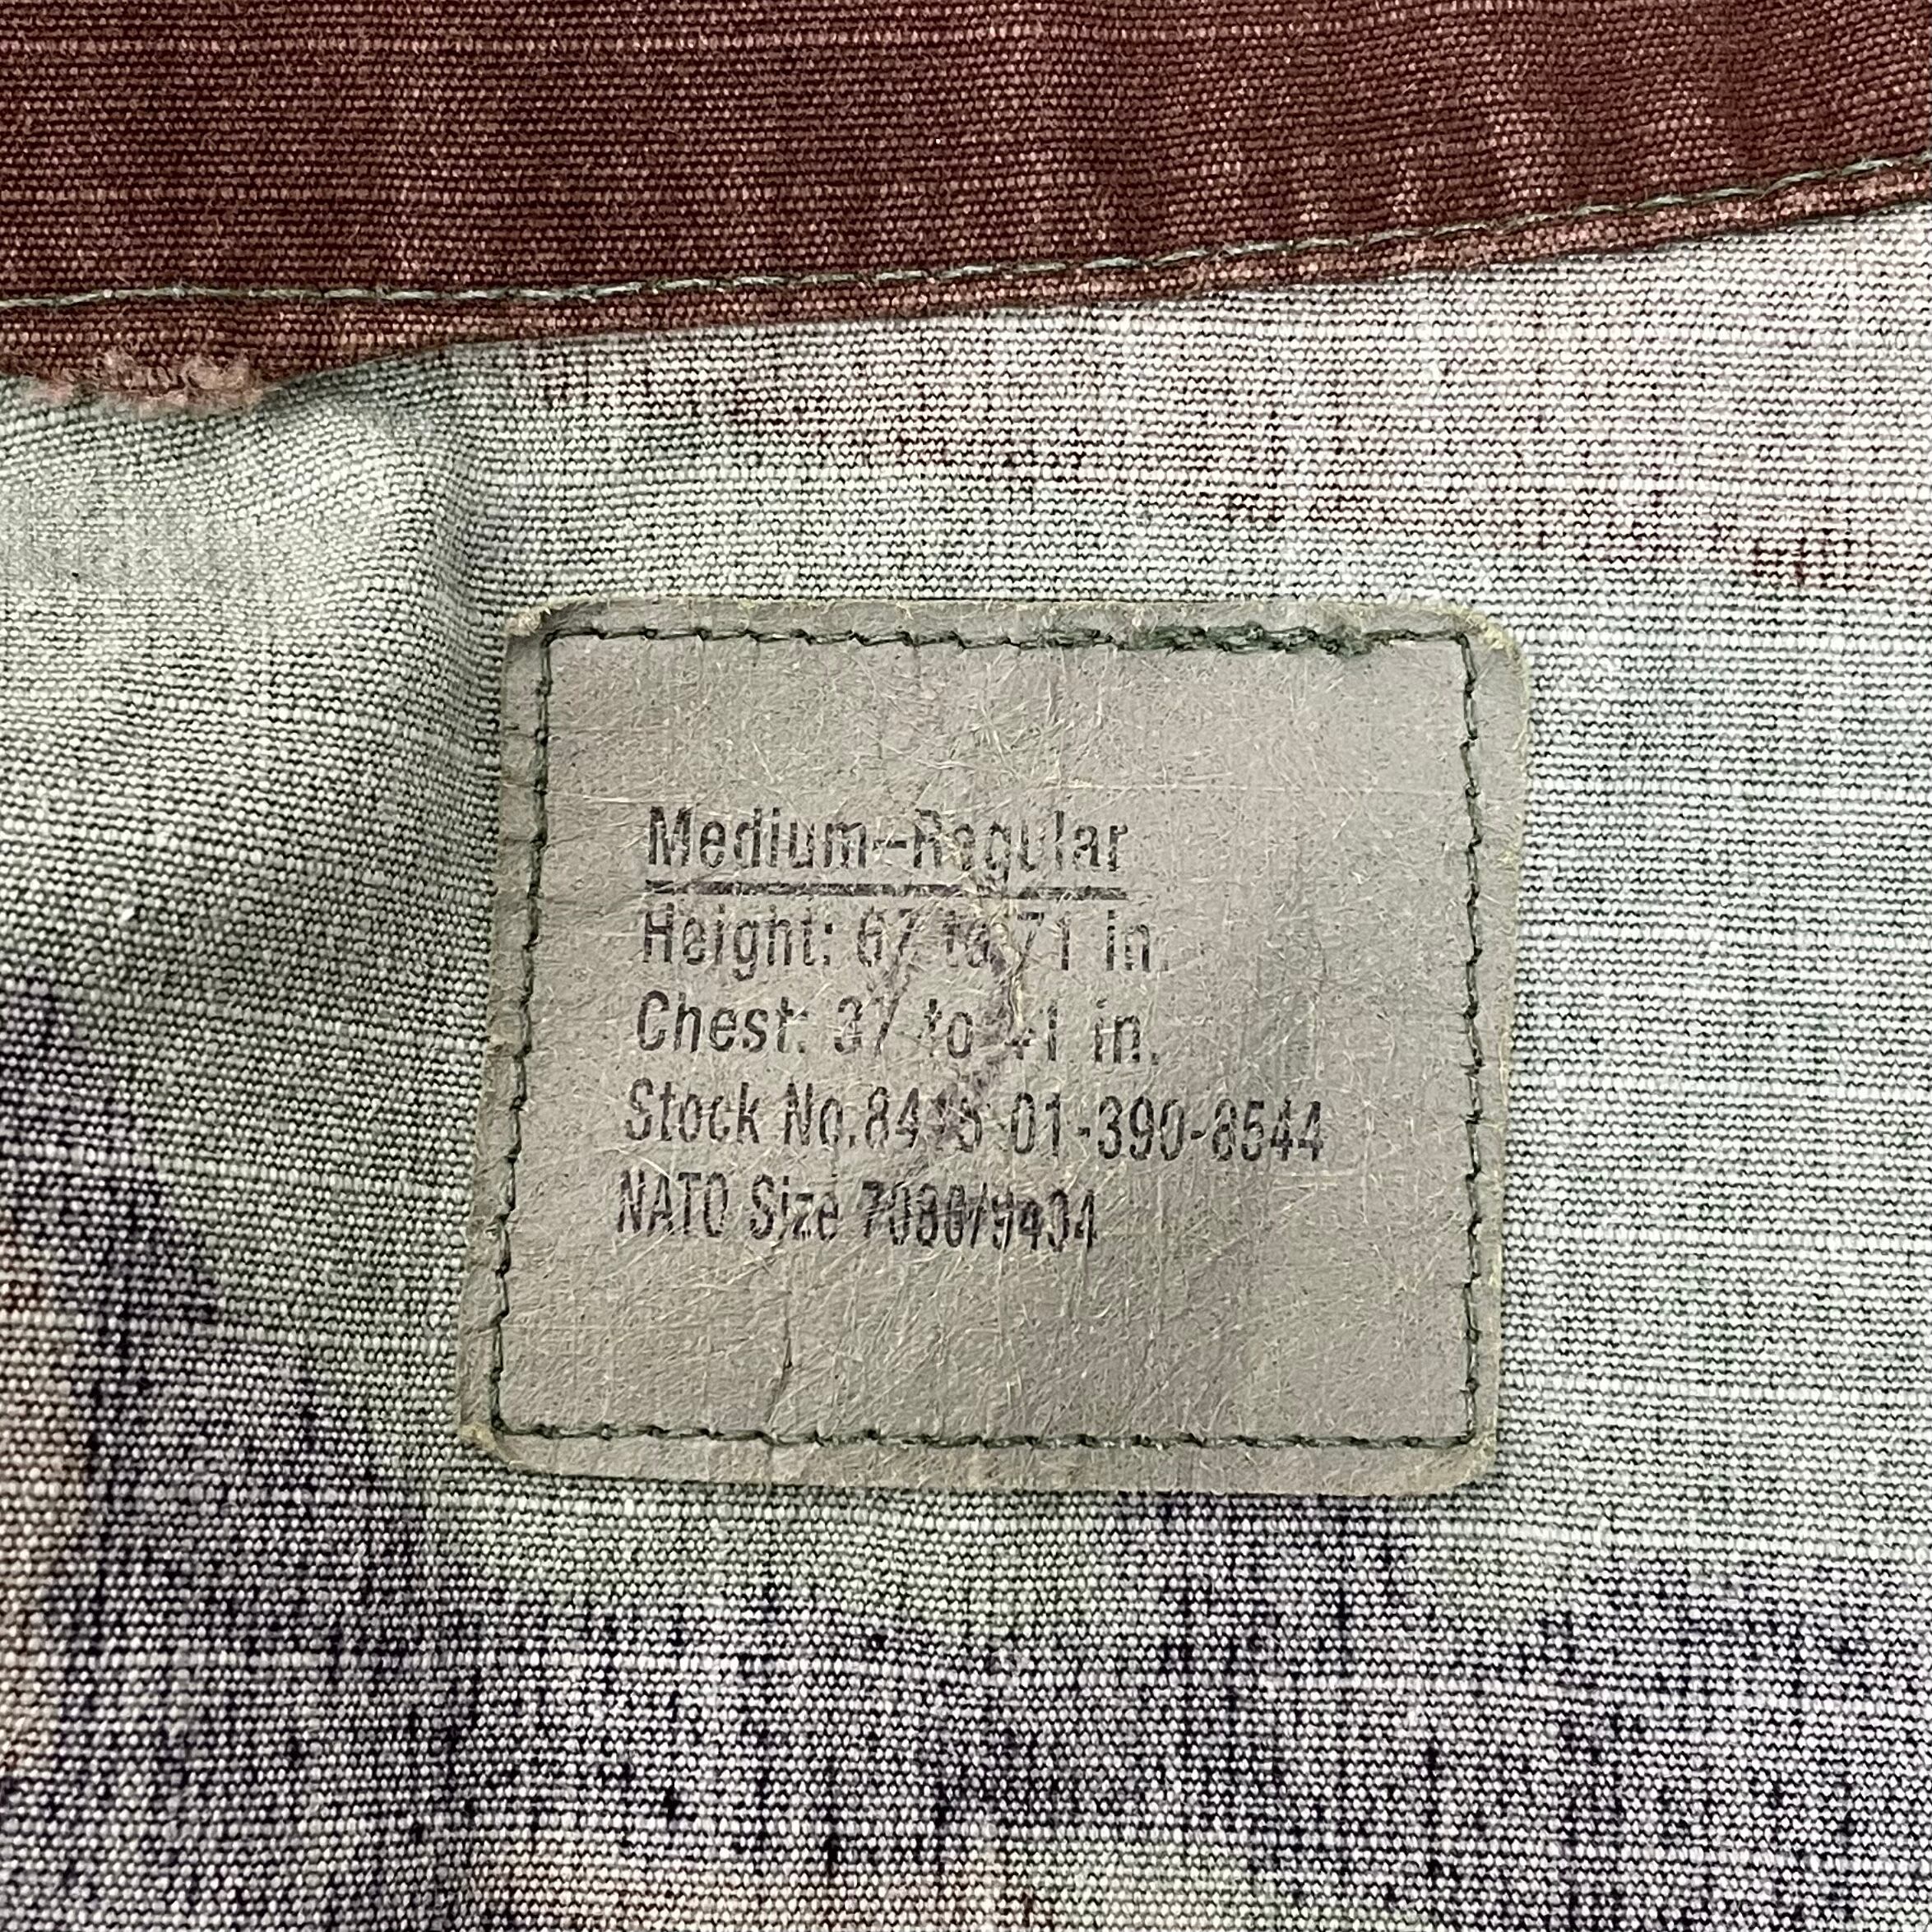 Medium-Regular
Height: 67 to 71 in.
Chest: 37 to 41 in.
Stock No.8415-01-390-8544
NATO Size 7080/9404